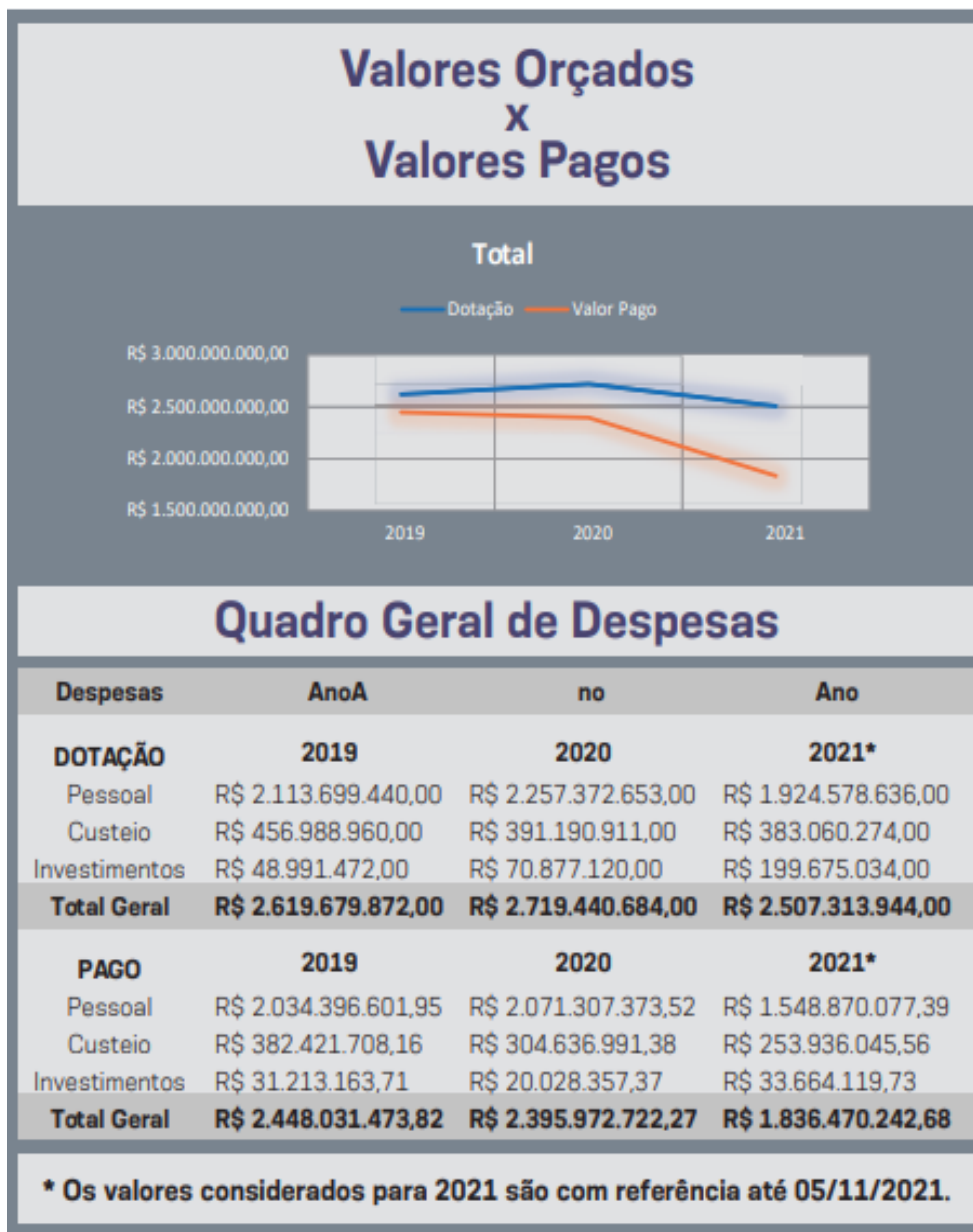 Valores Orçados
x
Valores Pagos
Total
Dotação Valor Pago
R$ 3.000.000.000,00
R$ 2.500.000.000,00
R$ 2.000.000.000,00
R$ 1.500.000.000,00
2019 2020 2021
Quadro Geral de Despesas
Despesas AnoA no Ano
DOTAÇÃO 2019 2020 2021*
Pessoal R$ 2.113.699.440,00 R$ 2.257.372.653,00 R$ 1.924.578.636,00
Custeio R$ 456.988.960,00 R$ 391.190.911,00 R$ 383.060.274,00
Investimentos R$ 48.991.472,00 R$ 70.877.120,00 R$ 199.675.034,00
Total Geral R$ 2.619.679.872,00 R$ 2.719.440.684,00 R$ 2.507.313.944,00
PAGO 2019 2020 2021*
Pessoal R$ 2.034.396.601,95 R$ 2.071.307.373,52 R$ 1.548.870.077,39
Custeio R$ 382.421.708,16 R$ 304.636.991,38 R$ 253.936.045,56
Investimentos R$ 31.213.163,71 R$ 20.028.357,37 R$ 33.664.119,73
Total Geral R$ 2.448.031.473,82 R$ 2.395.972.722,27 R$ 1.836.470.242,68
* Os valores considerados para 2021 são com referência até 05/11/2021.